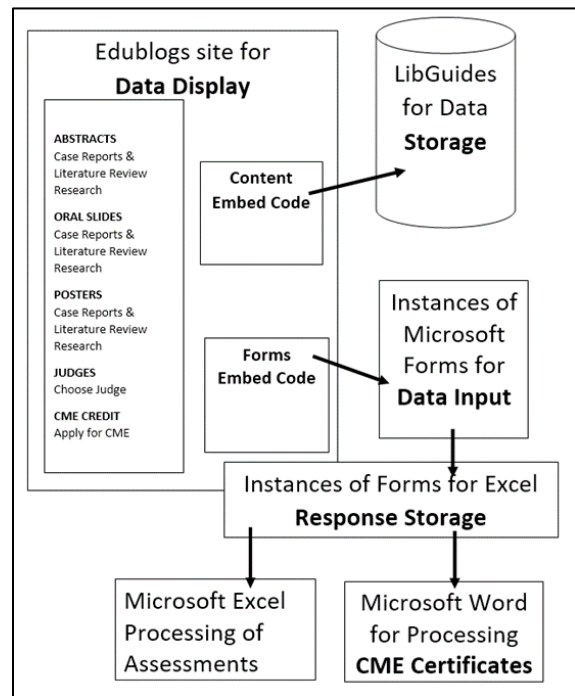 Edublogs site for
Data Display
ABSTRACTS
Case Reports &
Literature Review
Research
ORAL SLIDES
Case Reports &
Literature Review
Research
POSTERS
Case Reports &
Literature Review
Research
JUDGES
Choose Judge
CME CREDIT
Apply for CME
Content
Embed Code
Forms
Embed Code
LibGuides
for Data
Storage
Instances of
Microsoft
Forms for
Data Input
Instances of Forms for Excel
Response Storage
Microsoft Excel
Processing of
Assessments
Microsoft Word
for Processing
CME Certificates